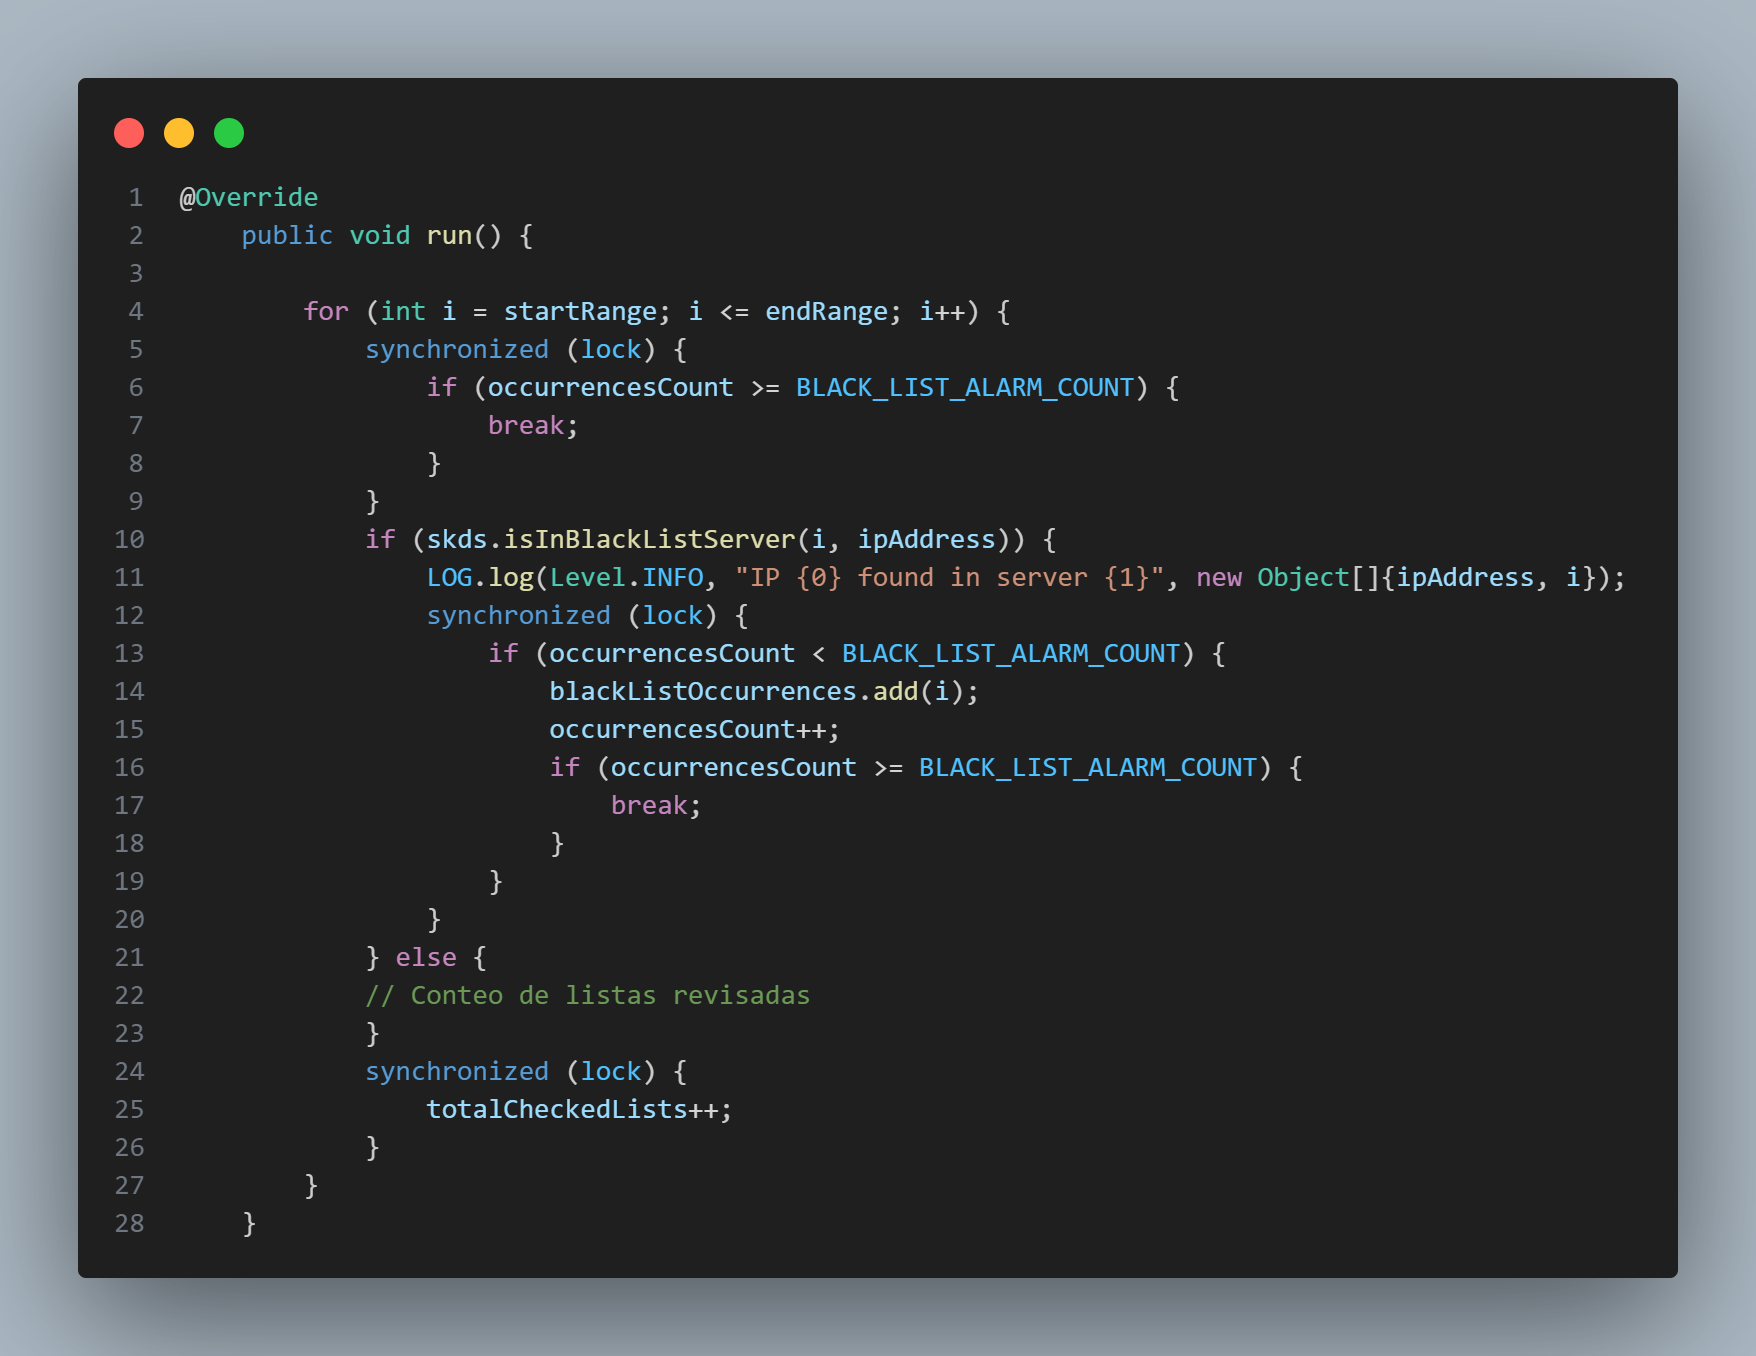 1 @Override
2     public void run() {
3
4         for (int i = startRange; i <= endRange; i++) {
5             synchronized (lock) {
6                 if (occurrencesCount >= BLACK_LIST_ALARM_COUNT) {
7                     break;
8                 }
9             }
10             if (skds.isInBlackListServer(i, ipAddress)) {
11                 LOG.log(Level.INFO, "IP {0} found in server {1}", new Object[]{ipAddress, i});
12                 synchronized (lock) {
13                     if (occurrencesCount < BLACK_LIST_ALARM_COUNT) {
14                         blackListOccurrences.add(i);
15                         occurrencesCount++;
16                         if (occurrencesCount >= BLACK_LIST_ALARM_COUNT) {
17                             break;
18                         }
19                     }
20                 }
21             } else {
22             // Conteo de listas revisadas
23             }
24             synchronized (lock) {
25                 totalCheckedLists++;
26             }
27         }
28     }